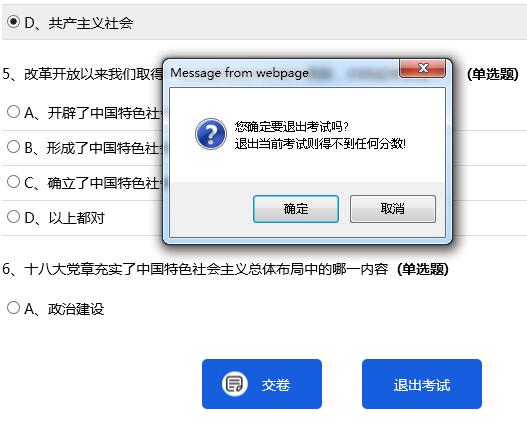 D、共产主义社会
5、改革开放以来我们取得
(单选题)
A、开辟了中国特色社会
B、形成了中国特色社
C、确立了中国特色社
D、以上都对
Message from webpage
您确定要退出考试吗?
退出当前考试则得不到任何分数!
确定
取消
6、十八大党章充实了中国特色社会主义总体布局中的哪一内容 (单选题)
A、政治建设
交卷
退出考试